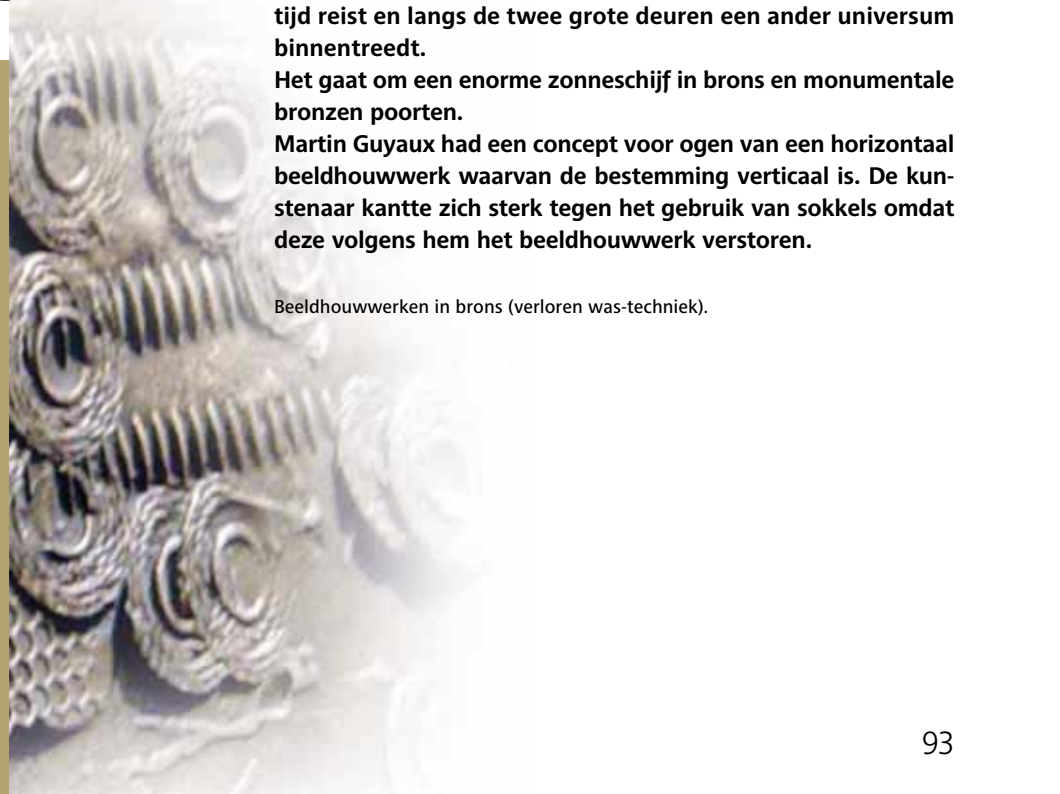 tijd reist en langs de twee grote deuren een ander universum
binnentreedt.
Het gaat om een enorme zonneschijf in brons en monumentale
bronzen poorten.
Martin Guyaux had een concept voor ogen van een horizontaal
beeldhouwwerk waarvan de bestemming verticaal is. De kun-
stenaar kantte zich sterk tegen het gebruik van sokkels omdat
deze volgens hem het beeldhouwwerk verstoren.
Beeldhouwwerken in brons (verloren was-techniek).
93